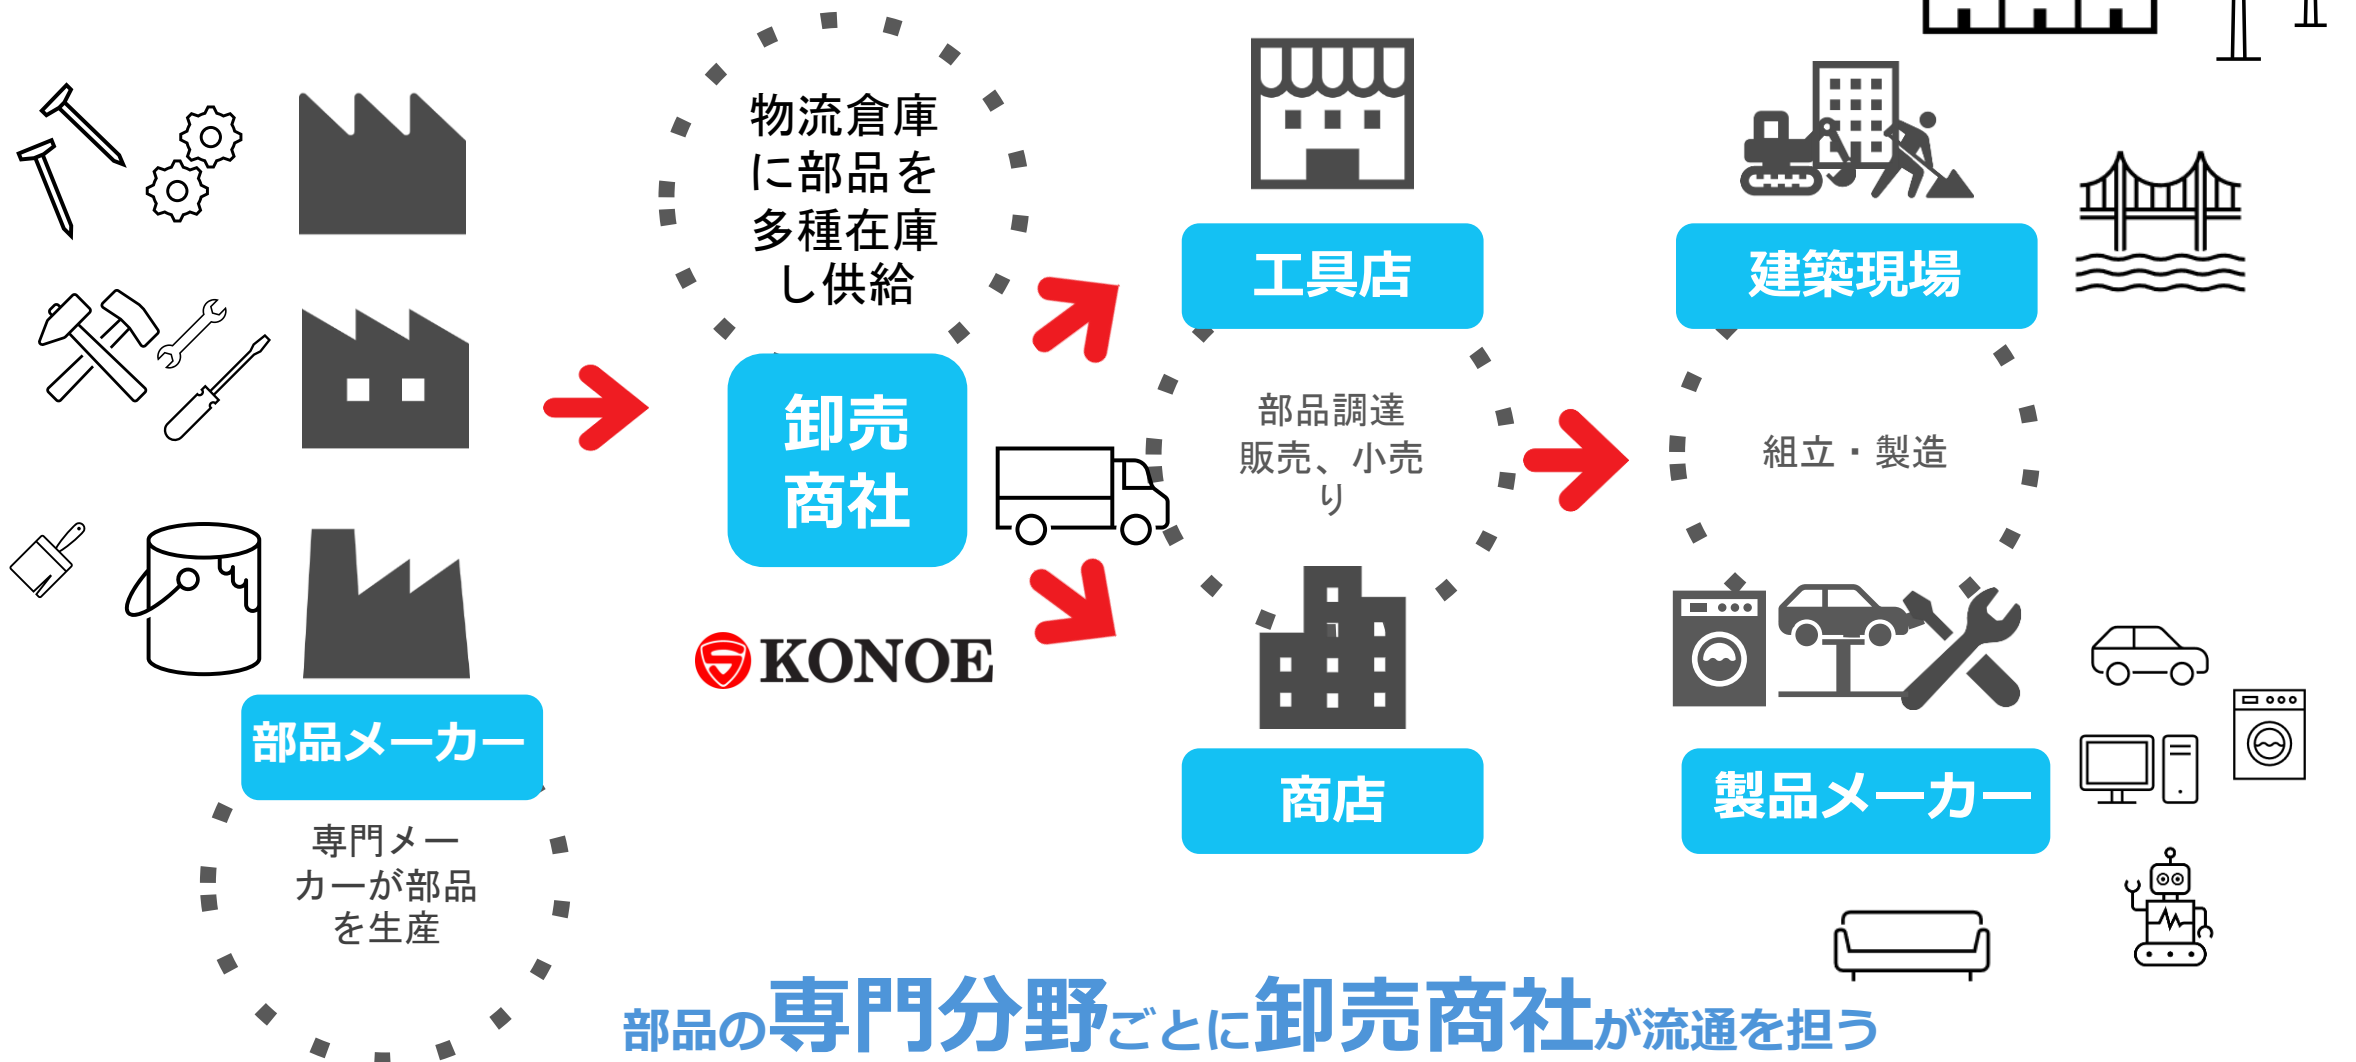 物流倉庫
に部品を
多種在庫
し供給
卸売
商社
KONOE
部品メーカー
専門メー
カーが部品
を生産
工具店
部品調達
販売、小売
り
商店
建築現場
組立・製造
製品メーカー
部品の専門分野ごとに卸売商社が流通を担う